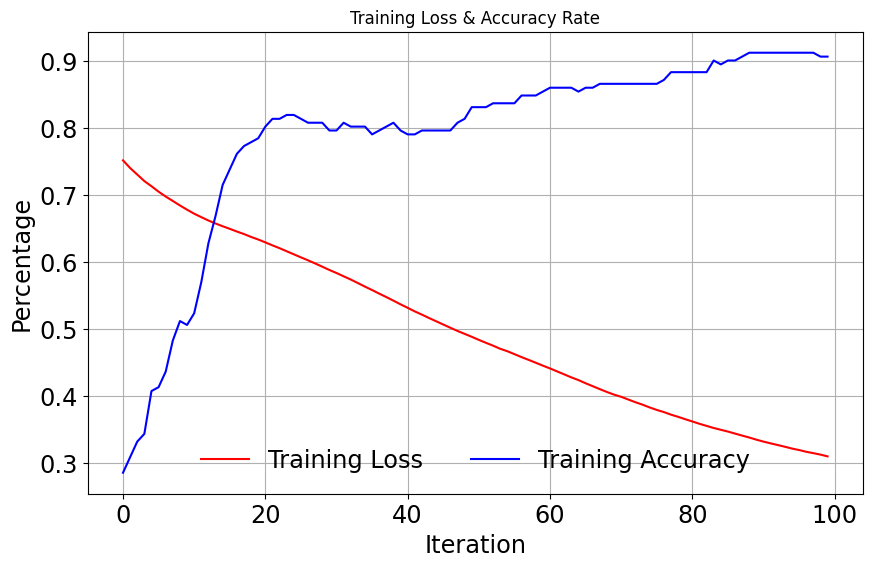 Training Loss & Accuracy Rate
0.9
0.8
0.7
0.6
0.5
0.4
0.3
Percentage
Training Loss Training Accuracy
0 20 40 60 80 100
Iteration